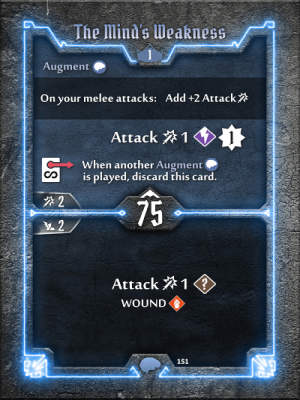 The Mind's Weakness
1
Augment
On your melee attacks: Add +2 Attack
Attack 1 1
When another Augment
is played, discard this card.
2
75
2
Attack 1 ?
WOUND
151